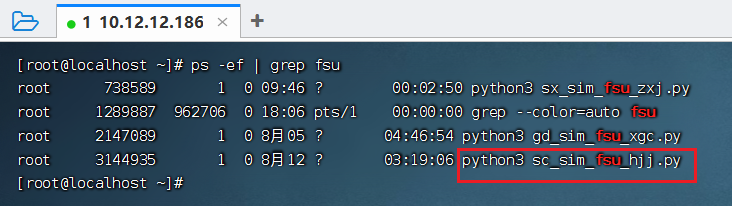 1 10.12.12.186 × +
[root@localhost ~]# ps -ef | grep fsu
root 738589 1 0 09:46 ? 00:02:50 python3 sx_sim_fsu_zxj.py
root 1289887 962706 0 18:06 pts/1 00:00:00 grep --color=auto fsu
root 2147089 1 0 8月05 ? 04:46:54 python3 gd_sim_fsu_xgc.py
root 3144935 1 0 8月12 ? 03:19:06 python3 sc_sim_fsu_hjj.py
[root@localhost ~]#